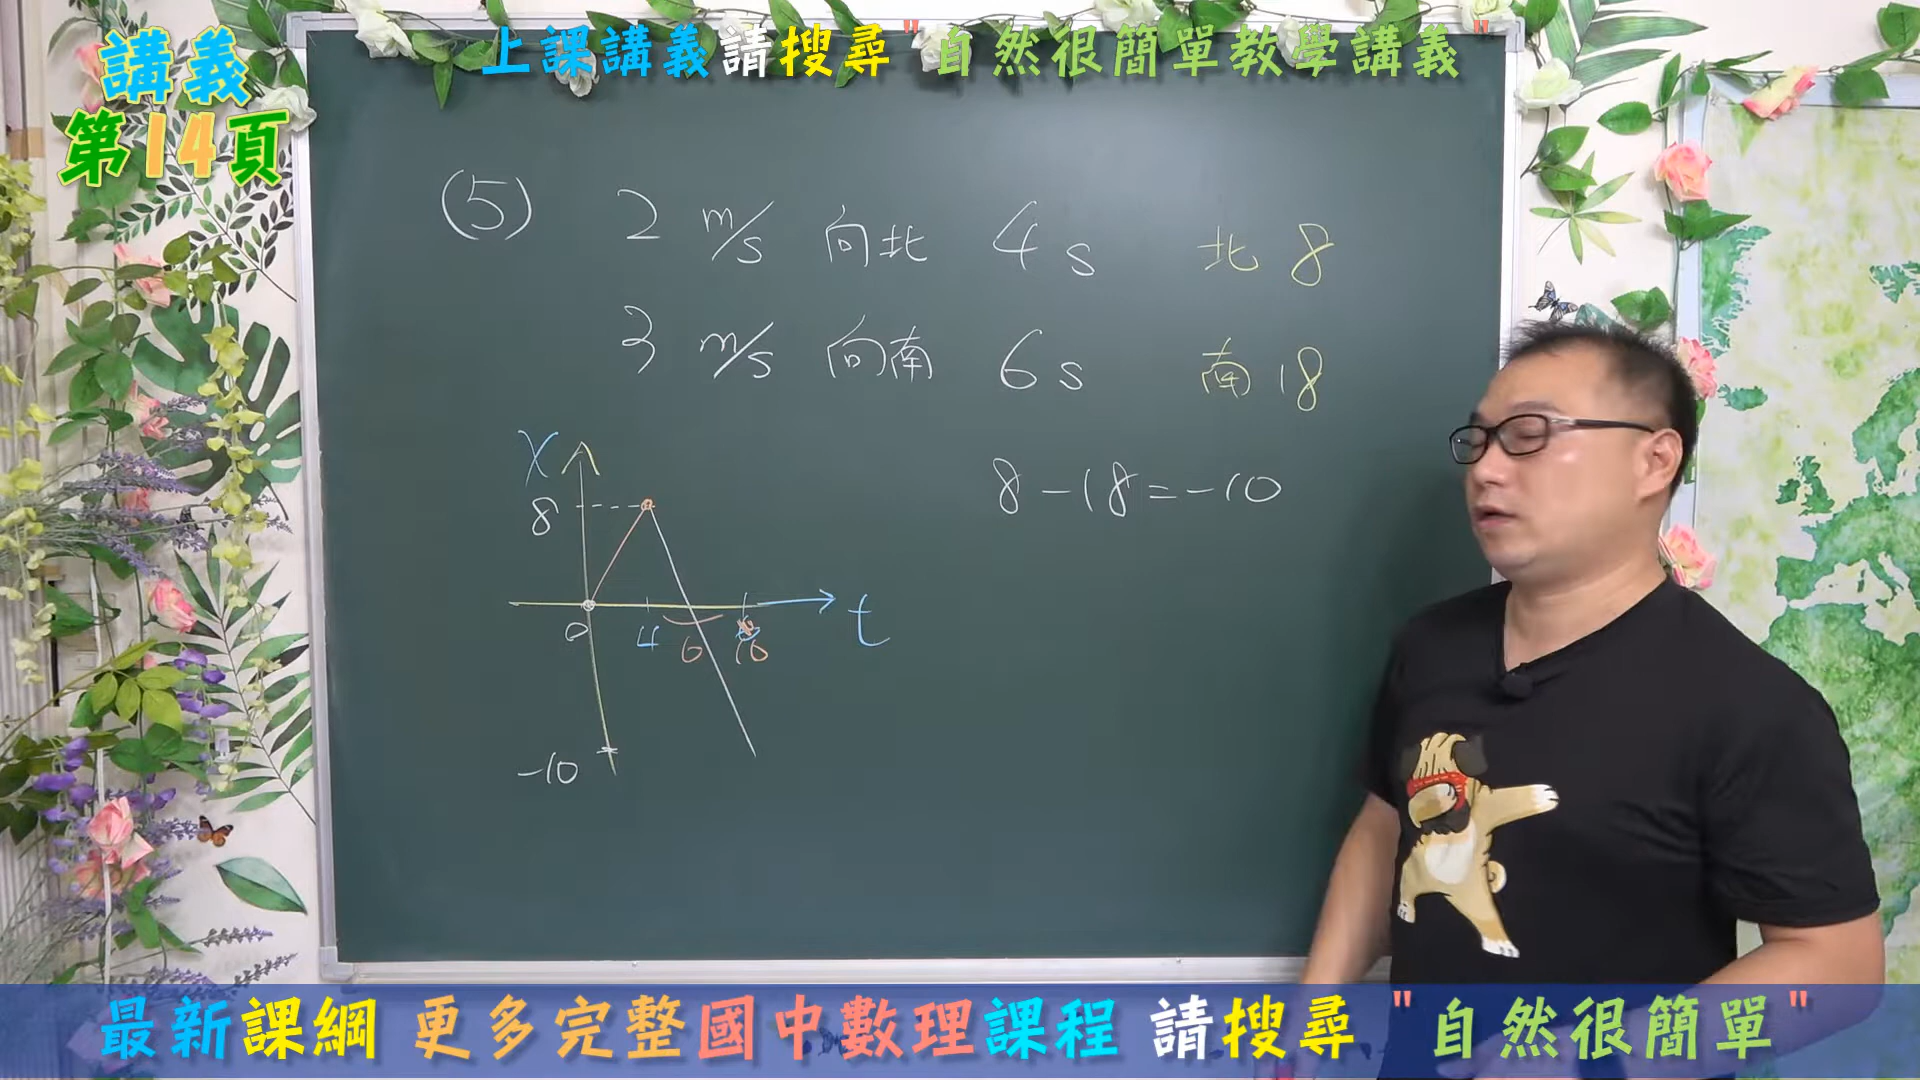 上課講義請搜尋"自然很簡單教學講義"
講義
第14頁
(5) 2 m/s 向北 4 s 北 8
3 m/s 向南 6 s 南 18
8-18=-10
X
8
0 4 6 10 t
-10
最新課綱 更多完整國中數理課程 請搜尋 "自然很簡單"